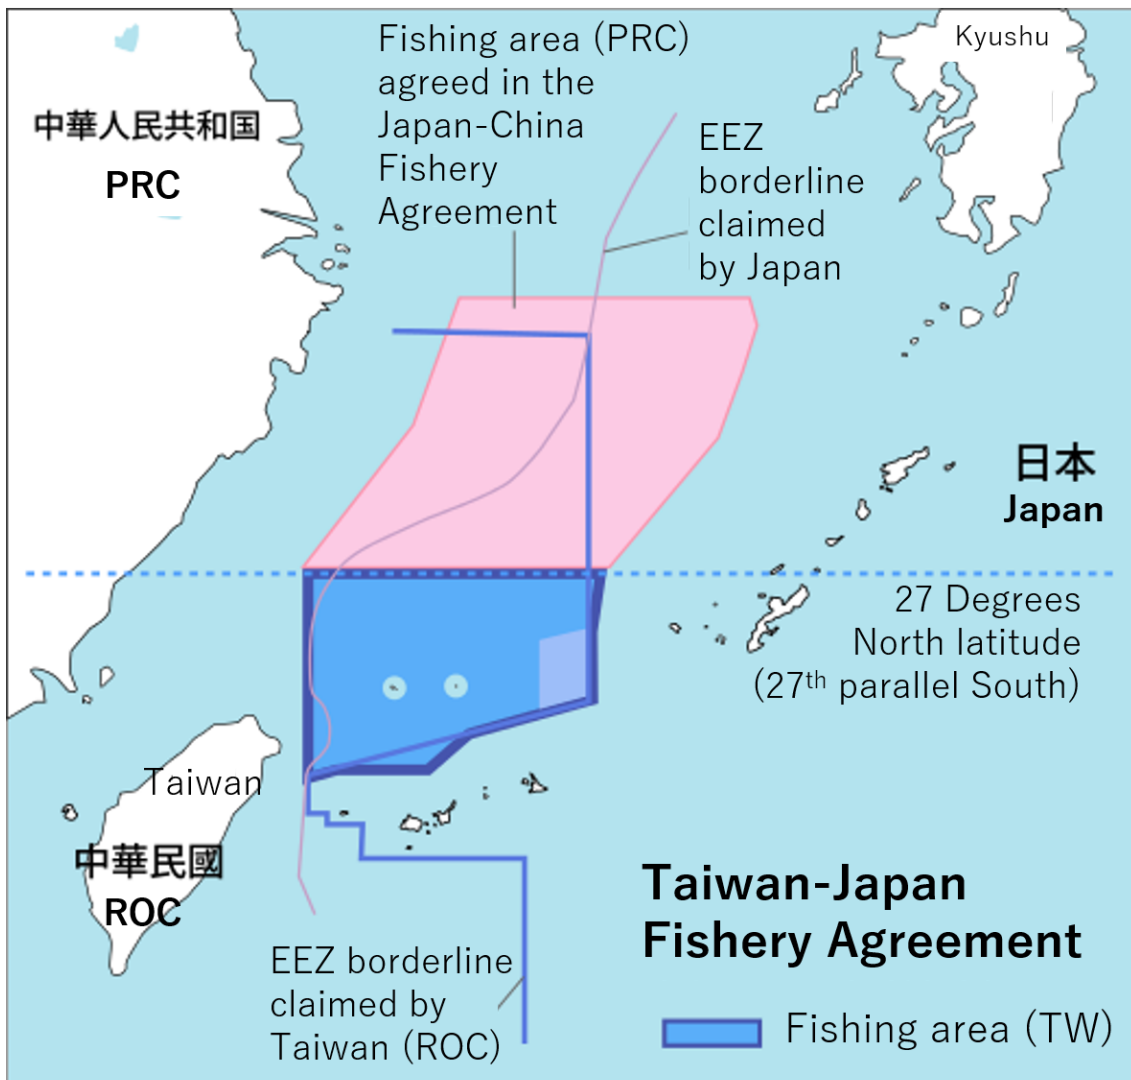 Kyushu
Fishing area (PRC)
agreed in the
Japan-China
Fishery
Agreement
中華人民共和国
PRC
EEZ
borderline
claimed
by Japan
日本
Japan
27 Degrees
North latitude
(27th parallel South)
Taiwan
中華民國
ROC
Taiwan-Japan
Fishery Agreement
EEZ borderline
claimed by
Taiwan (ROC)
Fishing area (TW)